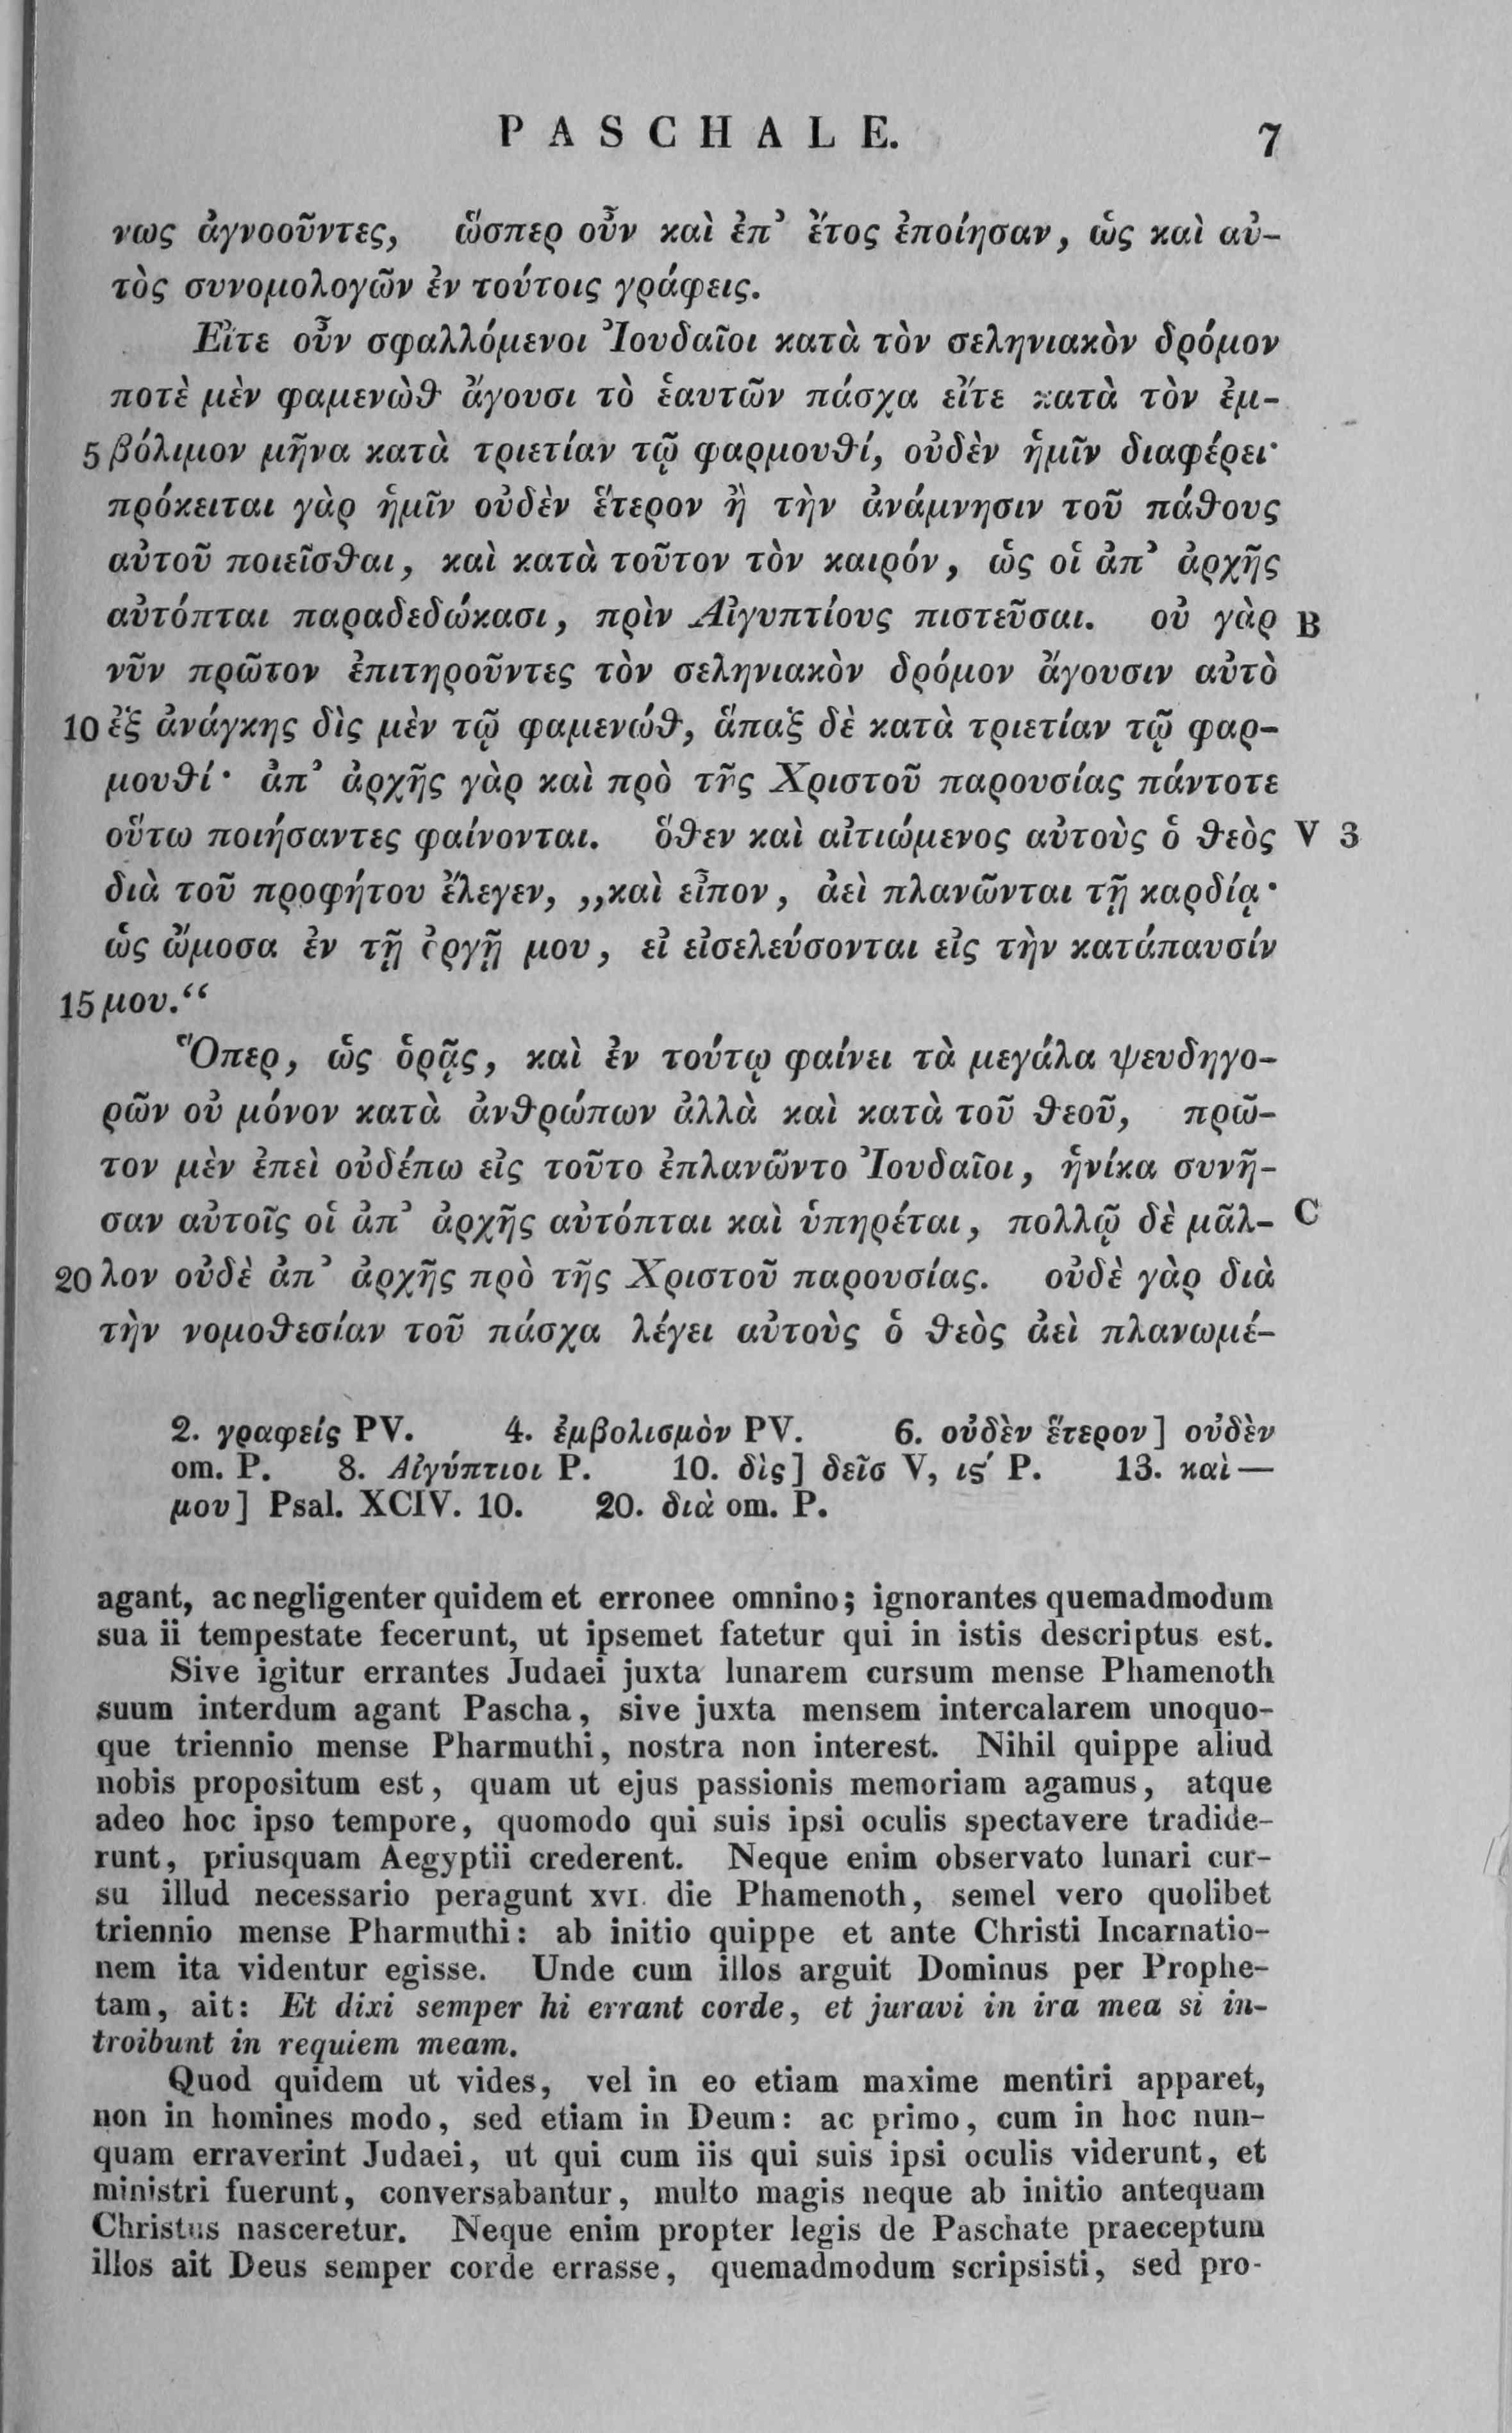 PASCHALE. 7
νως ἀγνοοῦντες, ὥσπερ οὖν καὶ ἐπ’ ἔτος ἐποίησαν, ὡς καὶ αὐ-
τὸς συνομολογῶν ἐν τούτοις γράφεις.
Εἴτε οὖν σφαλλόμενοι Ἰουδαῖοι κατὰ τὸν σεληνιακὸν δρόμον
ποτὲ μὲν φαμενὼθ ἄγουσι τὸ ἑαυτῶν πάσχα εἴτε κατὰ τὸν ἐμ-
5 βόλιμον μῆνα κατὰ τριετίαν τῷ φαρμουθί, οὐδὲν ἡμῖν διαφέρει·
πρόκειται γὰρ ἡμῖν οὐδὲν ἕτερον ἢ τὴν ἀνάμνησιν τοῦ πάθους
αὐτοῦ ποιεῖσθαι, καὶ κατὰ τοῦτον τὸν καιρόν, ὡς οἱ ἀπ’ ἀρχῆς
αὐτόπται παραδεδώκασι, πρὶν Αἰγυπτίους πιστεῦσαι. οὐ γὰρ B
νῦν πρῶτον ἐπιτηροῦντες τὸν σεληνιακὸν δρόμον ἄγουσιν αὐτὸ
10 ἐξ ἀνάγκης δὶς μὲν τῷ φαμενώθ, ἅπαξ δὲ κατὰ τριετίαν τῷ φαρ-
μουθί· ἀπ’ ἀρχῆς γὰρ καὶ πρὸ τῆς Χριστοῦ παρουσίας πάντοτε
οὕτω ποιήσαντες φαίνονται. ὅθεν καὶ αἰτιώμενος αὐτοὺς ὁ θεὸς V 3
διὰ τοῦ προφήτου ἔλεγεν, „καὶ εἶπον, ἀεὶ πλανῶνται τῇ καρδίᾳ·
ὡς ὤμοσα ἐν τῇ ὀργῇ μου, εἰ εἰσελεύσονται εἰς τὴν κατάπαυσίν
15 μου.“
Ὅπερ, ὡς ὁρᾷς, καὶ ἐν τούτῳ φαίνει τὰ μεγάλα ψευδηγο-
ρῶν οὐ μόνον κατὰ ἀνθρώπων ἀλλὰ καὶ κατὰ τοῦ θεοῦ, πρῶ-
τον μὲν ἐπεὶ οὐδέπω εἰς τοῦτο ἐπλανῶντο Ἰουδαῖοι, ἡνίκα συνῆ-
σαν αὐτοῖς οἱ ἀπ’ ἀρχῆς αὐτόπται καὶ ὑπηρέται, πολλῷ δὲ μᾶλ- C
20 λον οὐδὲ ἀπ’ ἀρχῆς πρὸ τῆς Χριστοῦ παρουσίας. οὐδὲ γὰρ διὰ
τὴν νομοθεσίαν τοῦ πάσχα λέγει αὐτοὺς ὁ θεὸς ἀεὶ πλανωμέ-
2. γραφείς PV. 4. ἐμβολισμὸν PV. 6. οὐδὲν ἕτερον] οὐδὲν
om. P. 8. Αἰγύπτιοι P. 10. δὶς] δεῖσ V, ις′ P. 13. καὶ —
μου] Psal. XCIV. 10. 20. διὰ om. P.
agant, ac negligenter quidem et erronee omnino; ignorantes quemadmodum
sua ii tempestate fecerunt, ut ipsemet fatetur qui in istis descriptus est.
Sive igitur errantes Judaei juxta lunarem cursum mense Phamenoth
suum interdum agant Pascha, sive juxta mensem intercalarem unoquo-
que triennio mense Pharmuthi, nostra non interest. Nihil quippe aliud
nobis propositum est, quam ut ejus passionis memoriam agamus, atque
adeo hoc ipso tempore, quomodo qui suis ipsi oculis spectavere tradide-
runt, priusquam Aegyptii crederent. Neque enim observato lunari cur-
su illud necessario peragunt XVI. die Phamenoth, semel vero quolibet
triennio mense Pharmuthi: ab initio quippe et ante Christi Incarnatio-
nem ita videntur egisse. Unde cum illos arguit Dominus per Prophe-
tam, ait: Et dixi semper hi errant corde, et juravi in ira mea si in-
troibunt in requiem meam.
Quod quidem ut vides, vel in eo etiam maxime mentiri apparet,
non in homines modo, sed etiam in Deum: ac primo, cum in hoc nun-
quam erraverint Judaei, ut qui cum iis qui suis ipsi oculis viderunt, et
ministri fuerunt, conversabantur, multo magis neque ab initio antequam
Christus nasceretur. Neque enim propter legis de Paschate praeceptum
illos ait Deus semper corde errasse, quemadmodum scripsisti, sed pro-